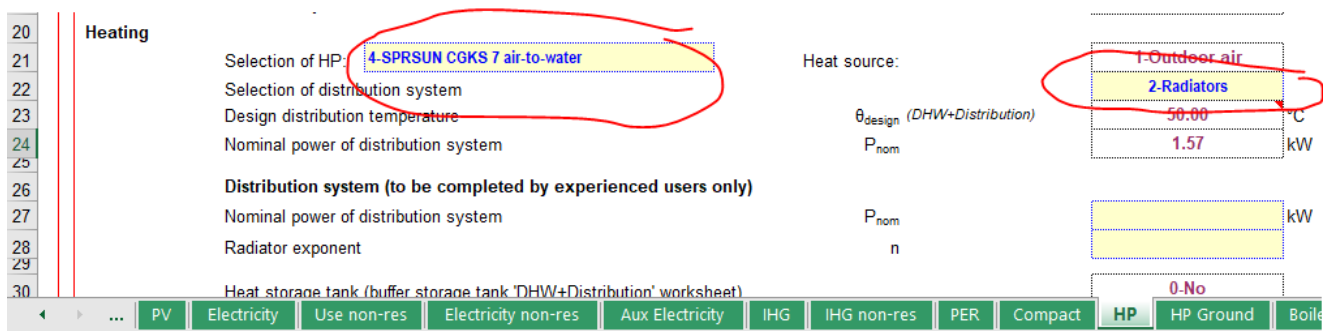 20 Heating
21 Selection of HP: 4-SPRSUN CGKS 7 air-to-water Heat source: 1-Outdoor air
22 Selection of distribution system 2-Radiators
23 Design distribution temperature θdesign (DHW+Distribution) 50.00 °C
24 Nominal power of distribution system Pnom 1.57 kW
25
26 Distribution system (to be completed by experienced users only)
27 Nominal power of distribution system Pnom kW
28 Radiator exponent n
29
30 Heat storage tank (buffer storage tank 'DHW+Distribution' worksheet) 0-No
... PV Electricity Use non-res Electricity non-res Aux Electricity IHG IHG non-res PER Compact HP HP Ground Boile